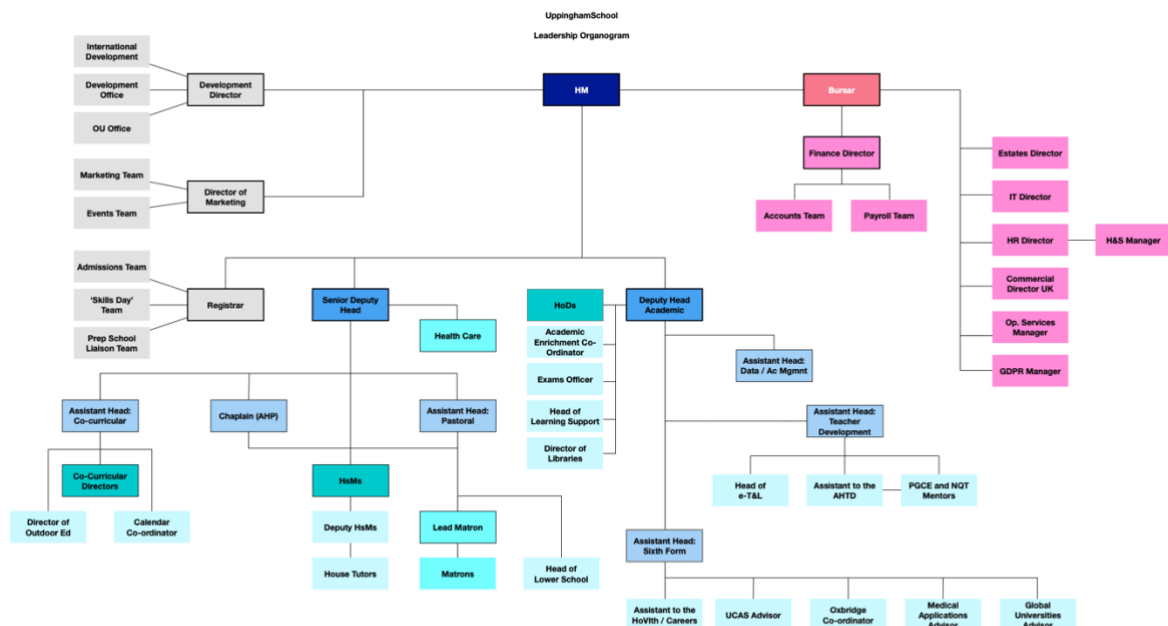 UppinghamSchool
Leadership Organogram
International
Development
Development
Office
OU Office
Development
Director
HM
Bursar
Marketing Team
Events Team
Director of
Marketing
Finance Director
Accounts Team
Payroll Team
Estates Director
IT Director
HR Director
H&S Manager
Commercial
Director UK
Op. Services
Manager
GDPR Manager
Admissions Team
‘Skills Day’
Team
Prep School
Liaison Team
Registrar
Senior Deputy
Head
Health Care
HoDs
Deputy Head
Academic
Academic
Enrichment Co-
Ordinator
Exams Officer
Head of
Learning Support
Director of
Libraries
Assistant Head:
Data / Ac Mgmnt
Assistant Head:
Co-curricular
Chaplain (AHP)
Assistant Head:
Pastoral
Assistant Head:
Teacher
Development
Co-Curricular
Directors
HsMs
Head of
e-T&L
Assistant to the
AHTD
PGCE and NQT
Mentors
Director of
Outdoor Ed
Calendar
Co-ordinator
Deputy HsMs
Lead Matron
House Tutors
Matrons
Head of
Lower School
Assistant Head:
Sixth Form
Assistant to the
HoVIth / Careers
UCAS Advisor
Oxbridge
Co-ordinator
Medical
Applications
Advisor
Global
Universities
Advisor